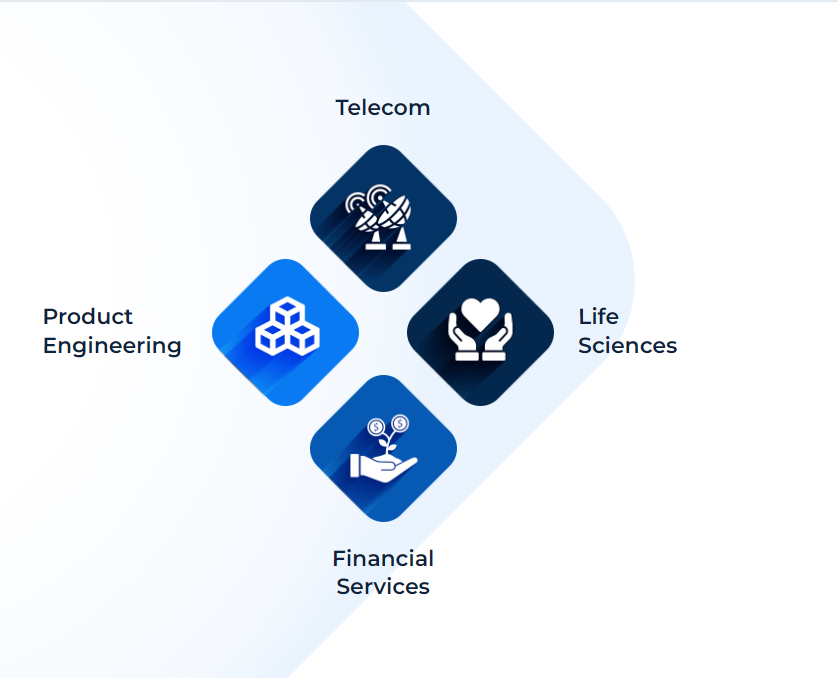 Telecom
Product
Engineering
Life
Sciences
Financial
Services